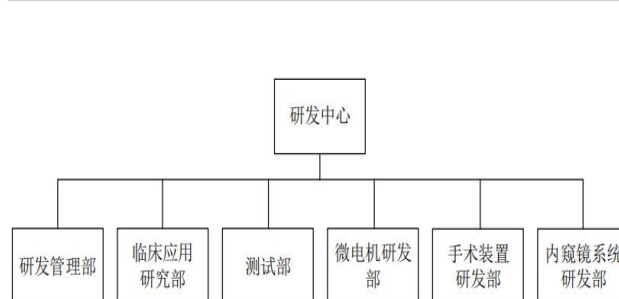 研发中心
研发管理部
临床应用
研究部
测试部
微电机研发
部
手术装置
研发部
内窥镜系统
研发部